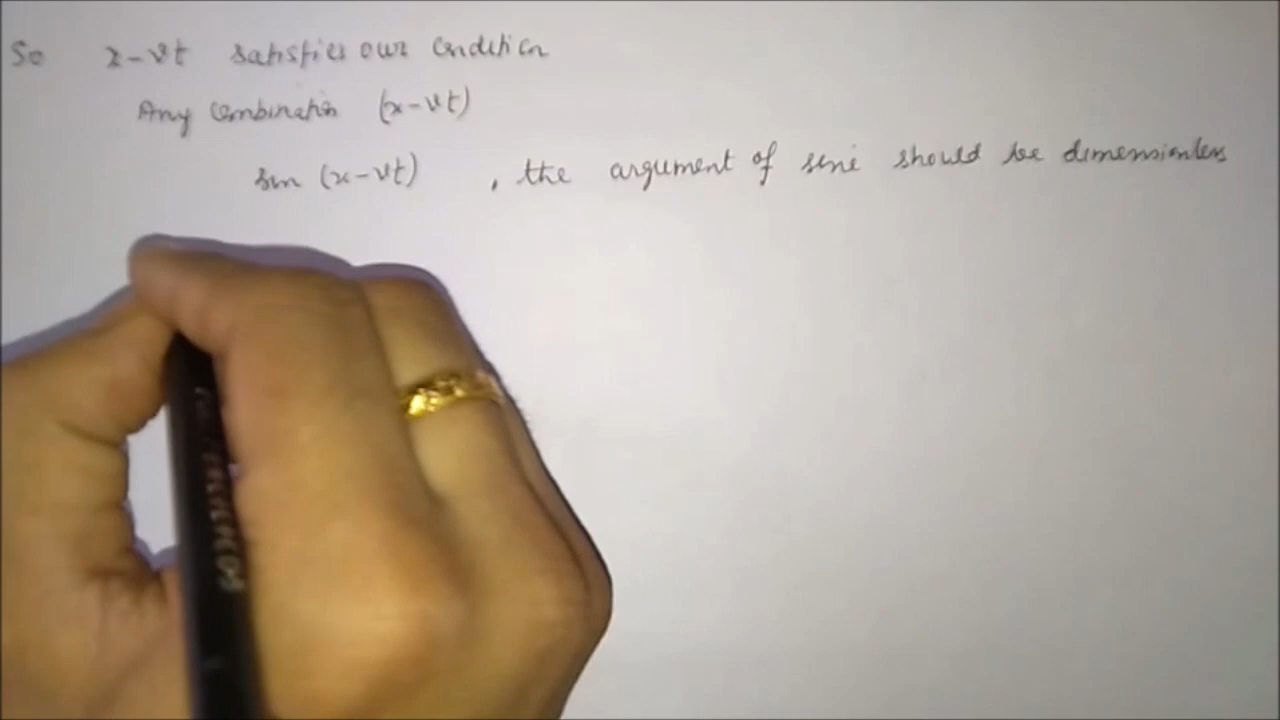 So x-vt satisfies our condition
Any combination (x-vt)
sin (x-vt) , the argument of sine should be dimensionless